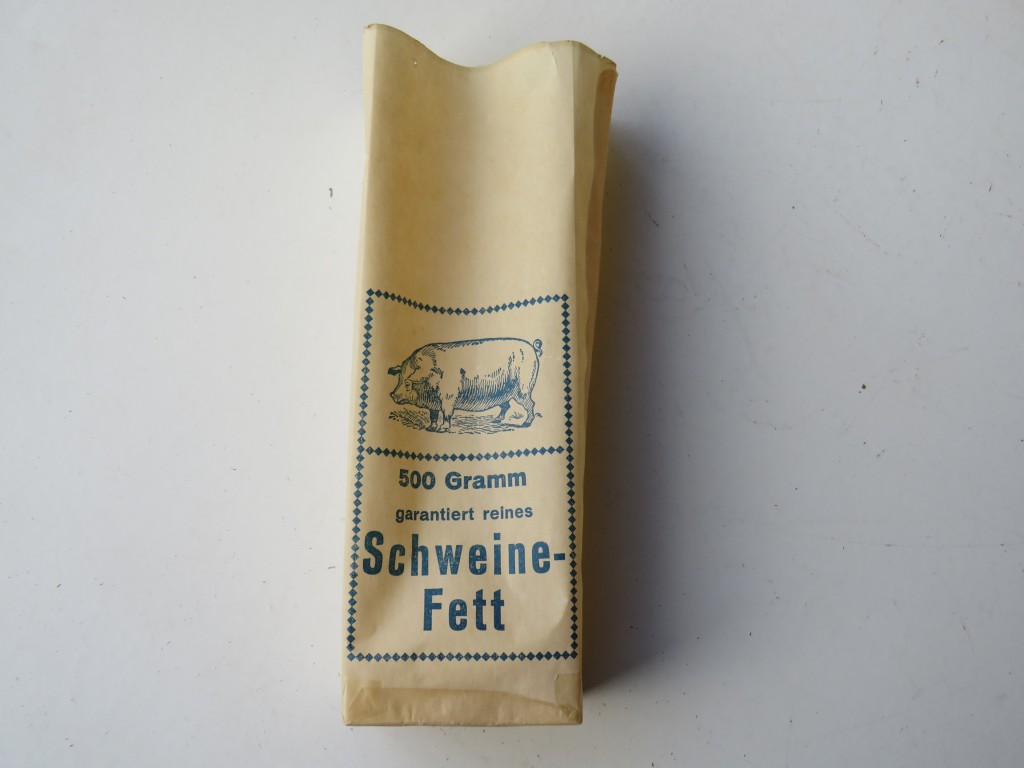 500 Gramm
garantiert reines
Schweine-
Fett